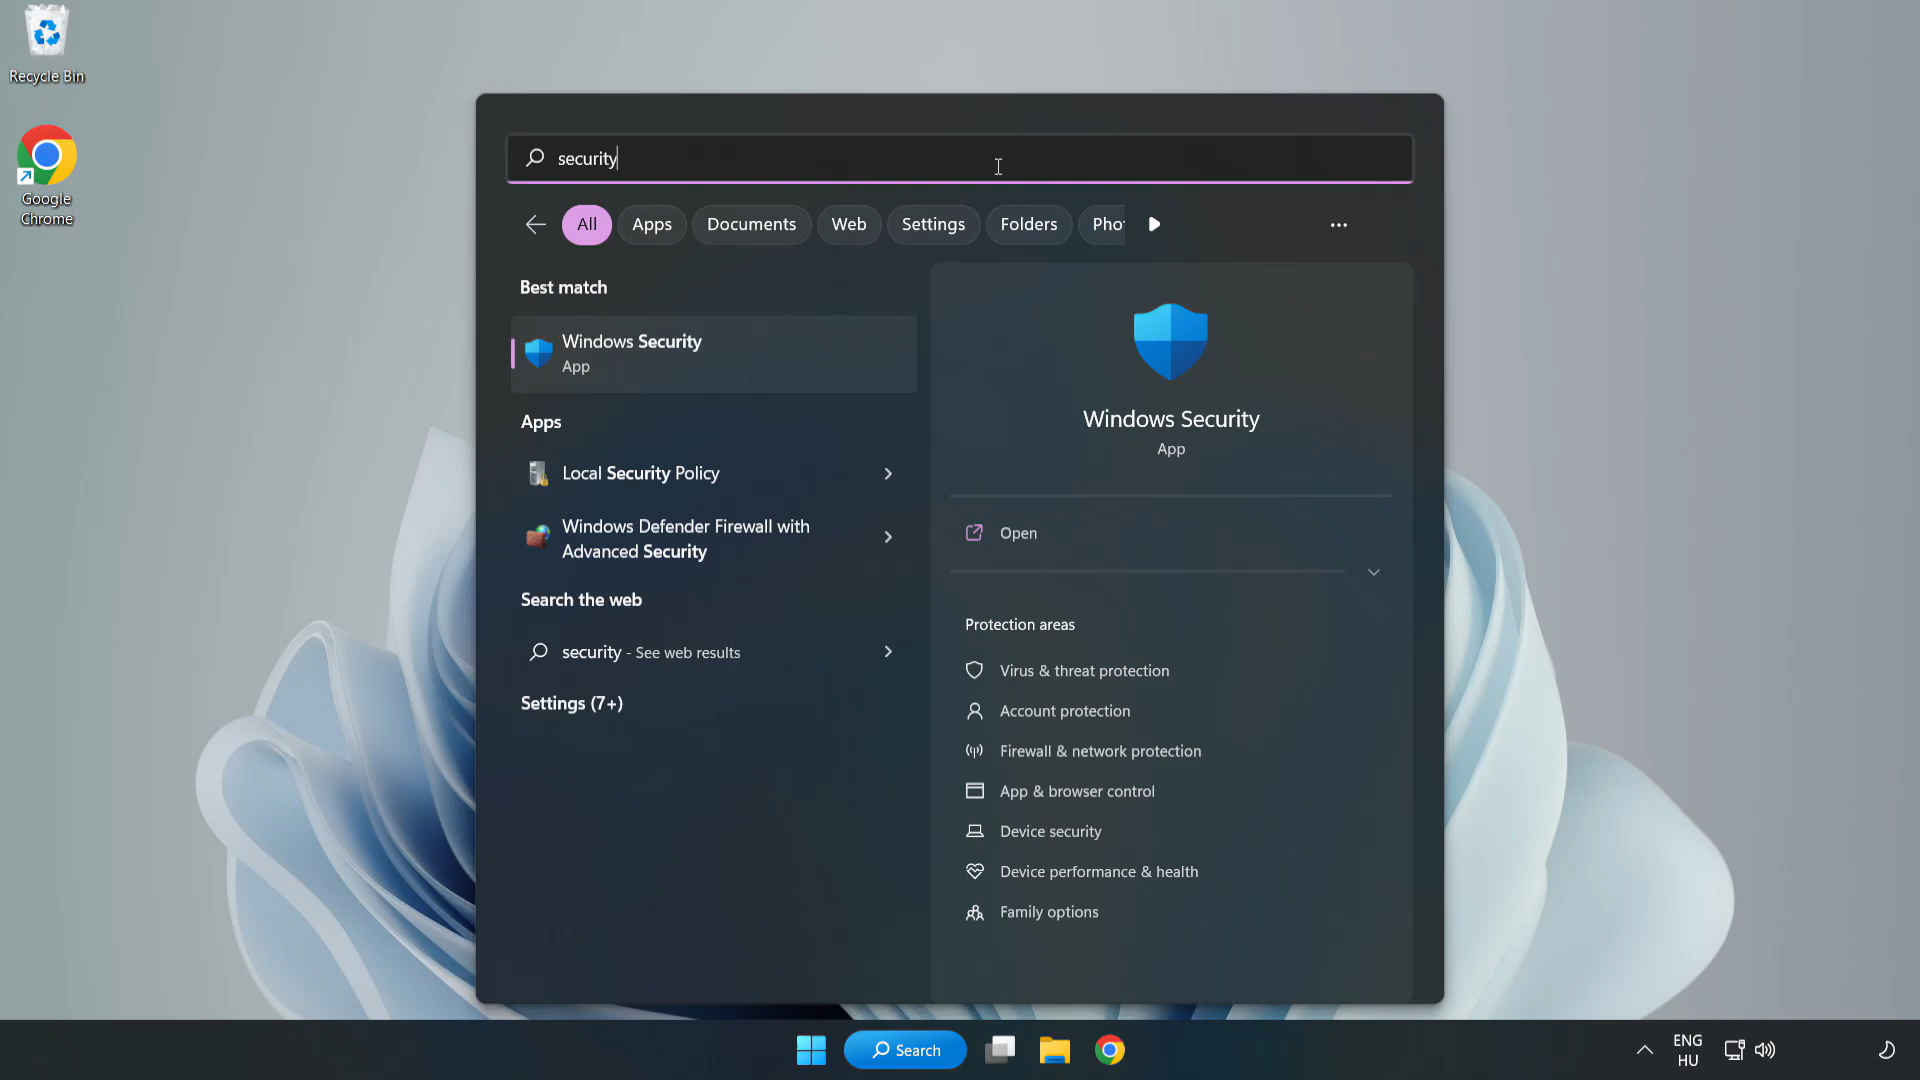 Recycle Bin
Google
Chrome
security
All
Apps
Documents
Web
Settings
Folders
Pho
Best match
Windows Security
App
Apps
Local Security Policy
Windows Defender Firewall with
Advanced Security
Search the web
security - See web results
Settings (7+)
Windows Security
App
Open
Protection areas
Virus & threat protection
Account protection
Firewall & network protection
App & browser control
Device security
Device performance & health
Family options
Search
ENG
HU